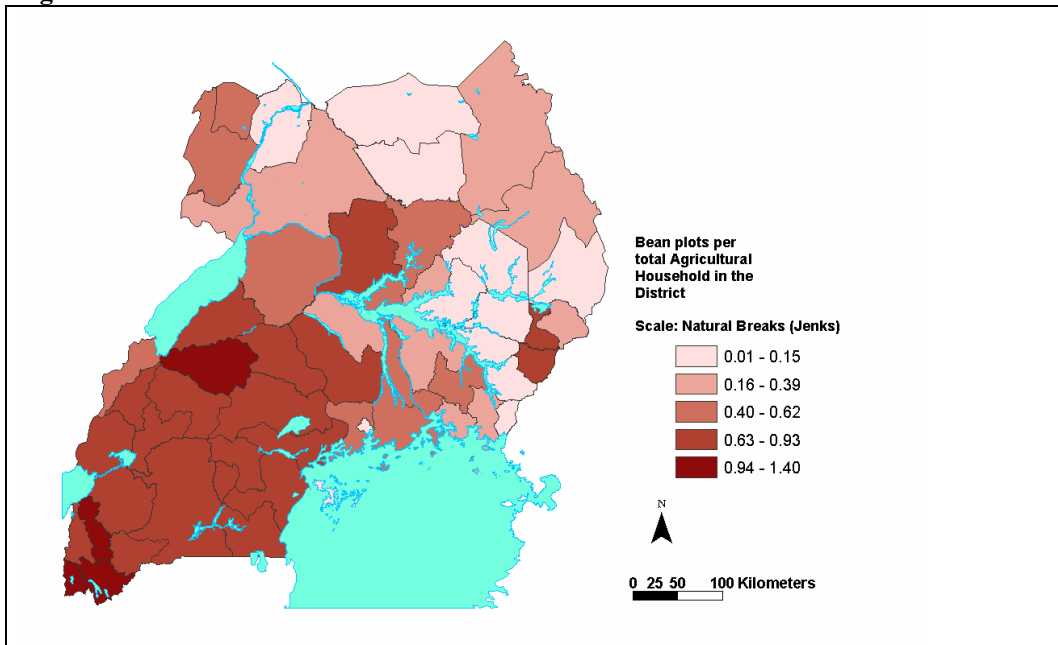 Bean plots per
total Agricultural
Household in the
District
Scale: Natural Breaks (Jenks)
0.01 - 0.15
0.16 - 0.39
0.40 - 0.62
0.63 - 0.93
0.94 - 1.40
N
0 25 50 100 Kilometers